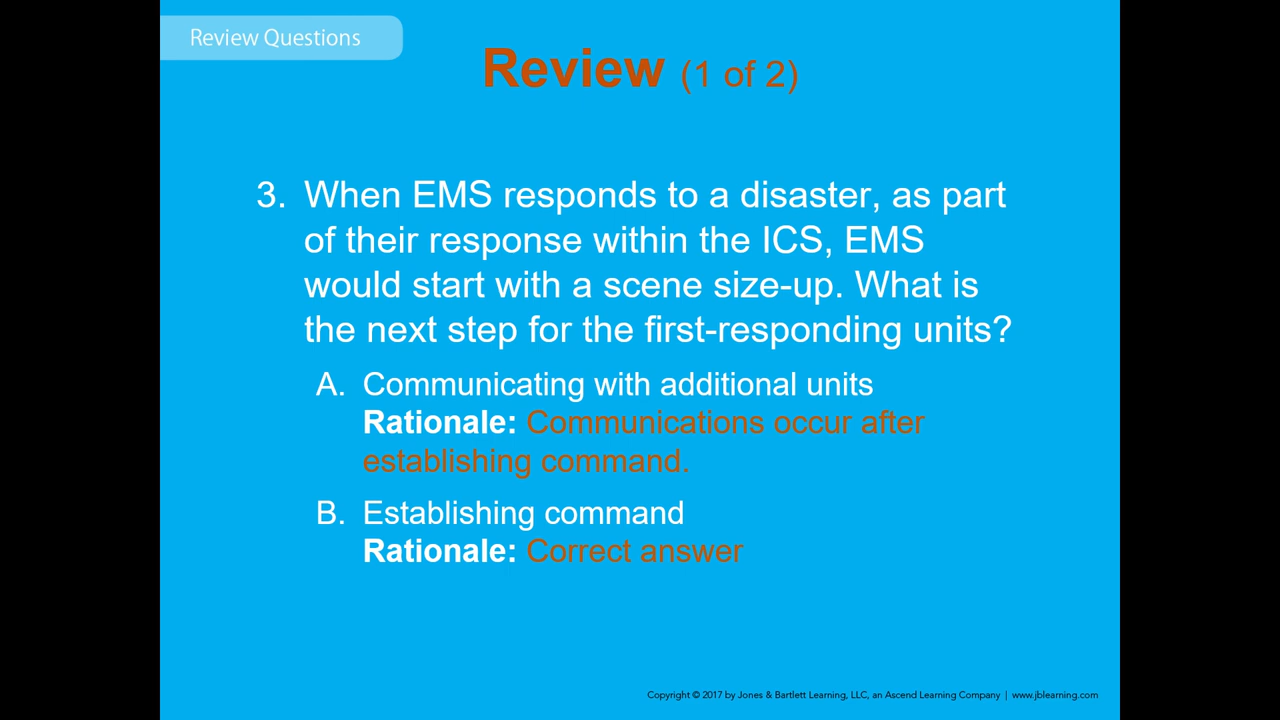 Review Questions
Review (1 of 2)
3. When EMS responds to a disaster, as part
of their response within the ICS, EMS
would start with a scene size-up. What is
the next step for the first-responding units?
A. Communicating with additional units
Rationale: Communications occur after
establishing command.
B. Establishing command
Rationale: Correct answer
Copyright © 2017 by Jones & Bartlett Learning, LLC, an Ascend Learning Company | www.jblearning.com